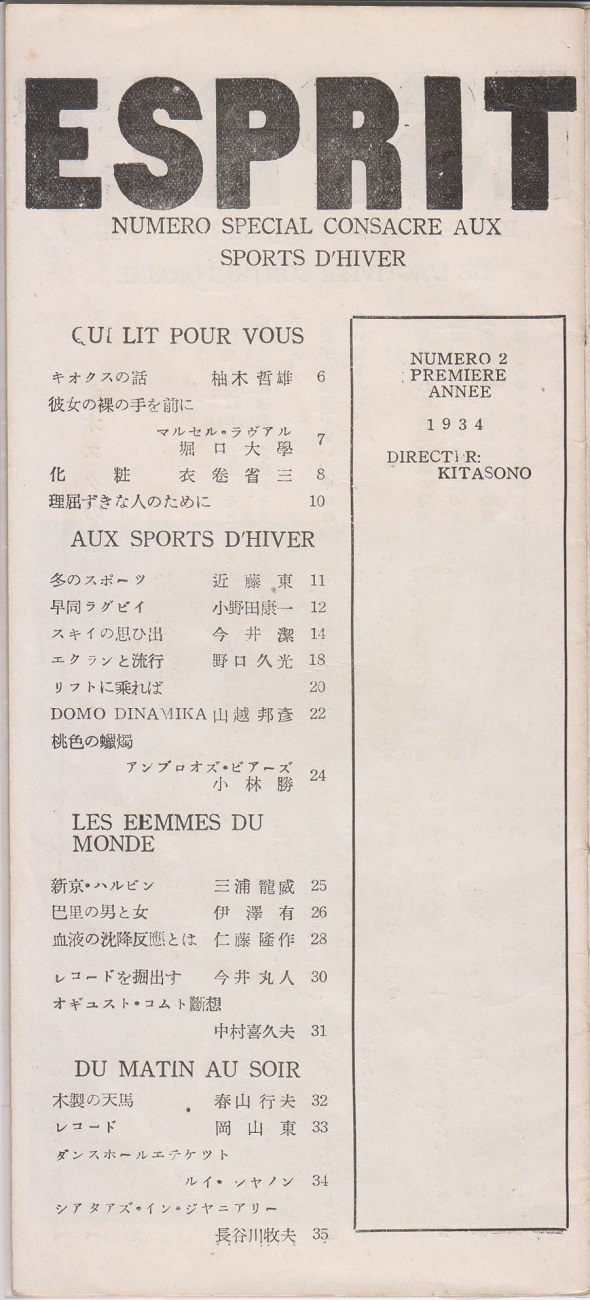 ESPRIT
NUMERO SPECIAL CONSACRE AUX
SPORTS D'HIVER
QUI LIT POUR VOUS
キオクスの話 柚木哲雄 6
彼女の裸の手を前に
マルセル・ラヴアル
堀口大學 7
化粧 衣卷省三 8
理屈ずきな人のために 10
AUX SPORTS D'HIVER
冬のスポーツ 近藤東 11
早同ラグビイ 小野田康一 12
スキイの思ひ出 今井潔 14
エクランと流行 野口久光 18
リフトに乘れば 20
DOMO DINAMIKA 山越邦彥 22
桃色の蠟燭
アンブロオズ・ビアーズ
小林勝 24
LES EEMMES DU
MONDE
新京・ハルビン 三浦龍威 25
巴里の男と女 伊澤有 26
血液の沈降反應とは 仁藤隆作 28
レコードを掘出す 今井丸人 30
オギユスト・コムト斷想
中村喜久夫 31
DU MATIN AU SOIR
木製の天馬 春山行夫 32
レコード 岡山東 33
ダンスホールエテケツト
ルイ・シヤノン 34
シアタアズ・イン・ジヤニアリー
長谷川牧夫 35
NUMERO 2
PREMIERE
ANNEE
1934
KITASONO